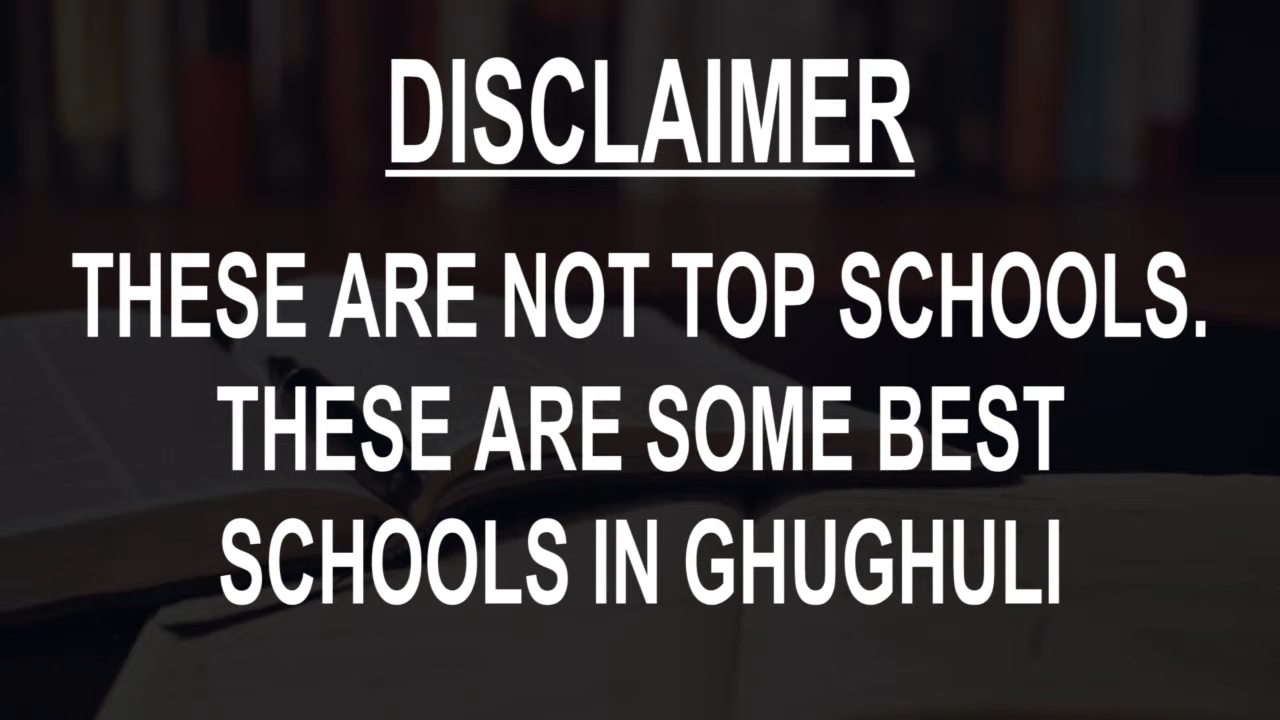 DISCLAIMER
THESE ARE NOT TOP SCHOOLS.
THESE ARE SOME BEST
SCHOOLS IN GHUGHULI